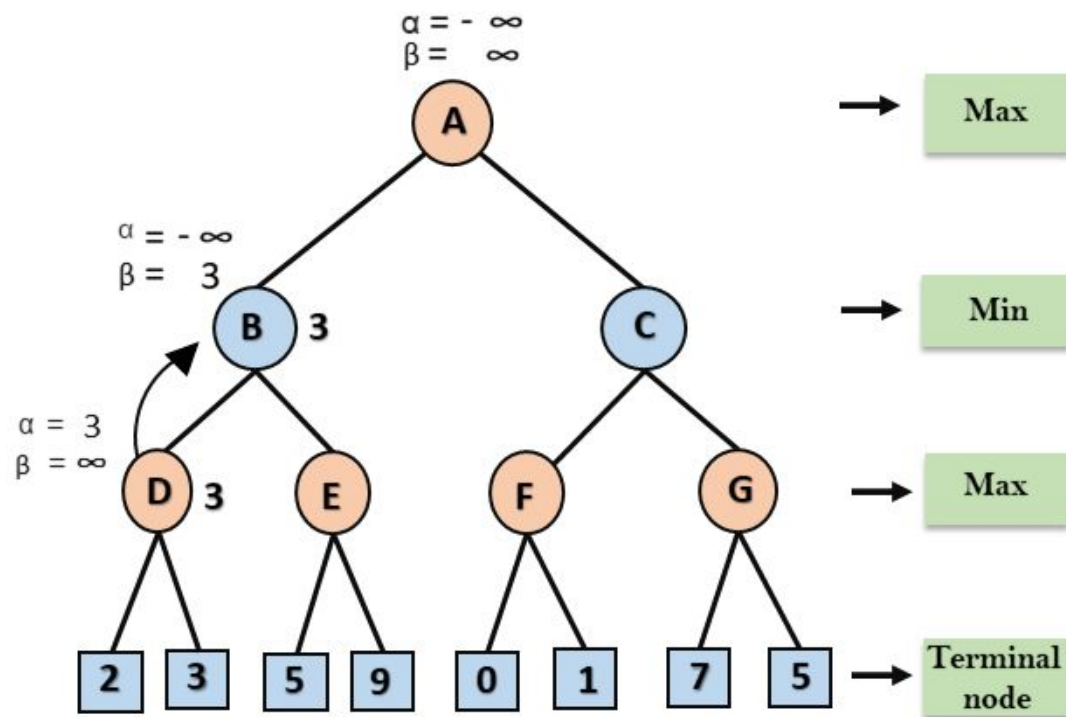 α = - ∞
β = ∞
A
Max
α = - ∞
β = 3
B 3
C
Min
α = 3
β = ∞
D 3
E
F
G
Max
2
3
5
9
0
1
7
5
Terminal
node